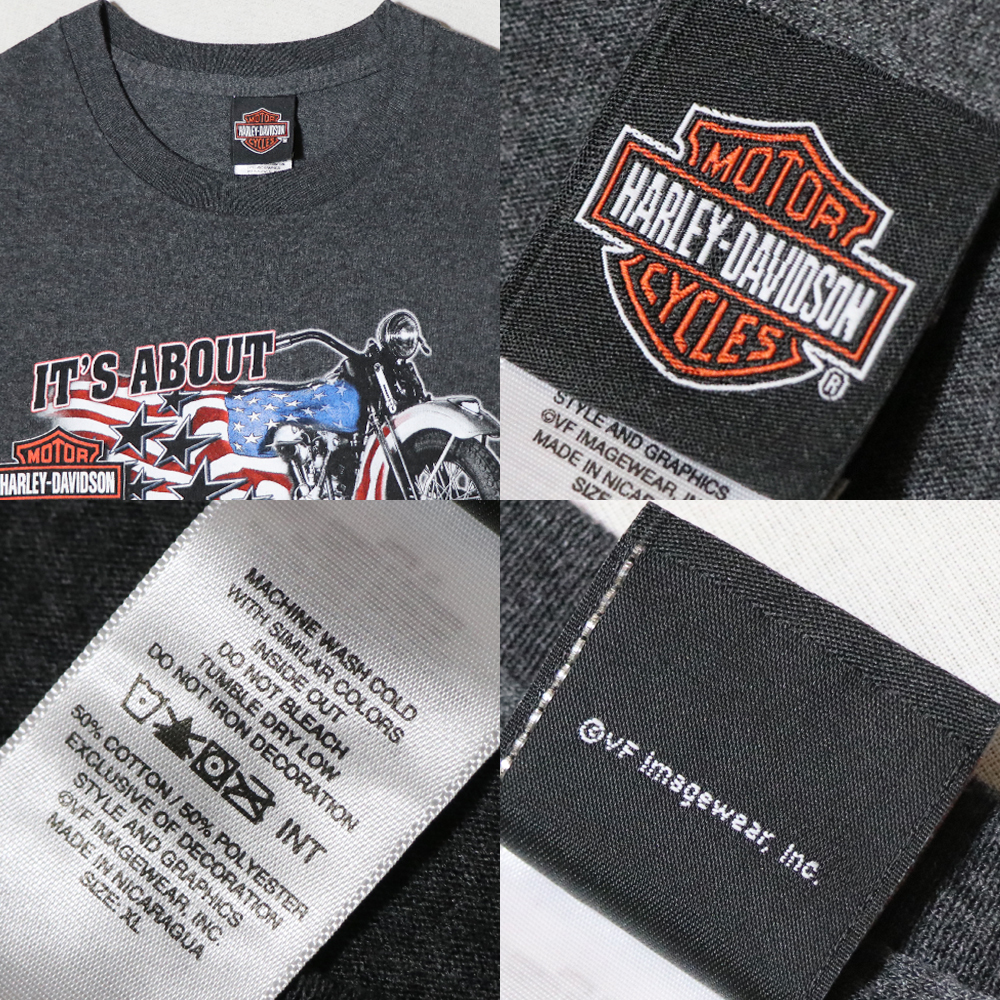 MOTOR
HARLEY-DAVIDSON
CYCLES
IT'S ABOUT
MOTOR
HARLEY-DAVIDSON
MOTOR
HARLEY-DAVIDSON
CYCLES
®
STYLE AND GRAPHICS
©VF IMAGEWEAR, IN
MADE IN NICAR
SIZE
MACHINE WASH COLD
WITH SIMILAR COLORS
INSIDE OUT
DO NOT BLEACH
TUMBLE DRY LOW
DO NOT IRON DECORATION
INT
50% COTTON / 50% POLYESTER
EXCLUSIVE OF DECORATION
STYLE AND GRAPHICS
©VF IMAGEWEAR, INC.
MADE IN NICARAGUA
SIZE: XL
©VF Imagewear, Inc.